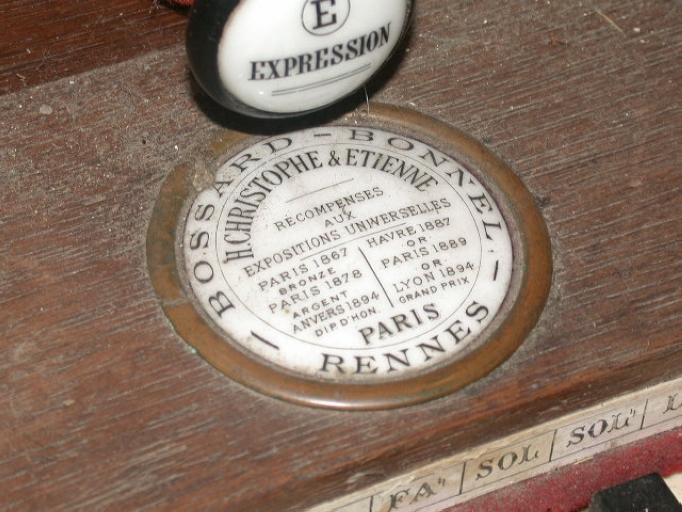 E
EXPRESSION
BOSSARD - BONNEL -
H. CHRISTOPHE & ETIENNE
RECOMPENSES
AUX
EXPOSITIONS UNIVERSELLES
PARIS 1867
BRONZE
PARIS 1878
ARGENT
ANVERS 1894
DIP D'HON.
HAVRE 1887
OR
PARIS 1889
OR
LYON 1894
GRAND PRIX
PARIS
- RENNES -
FA"
SOL
SOL"